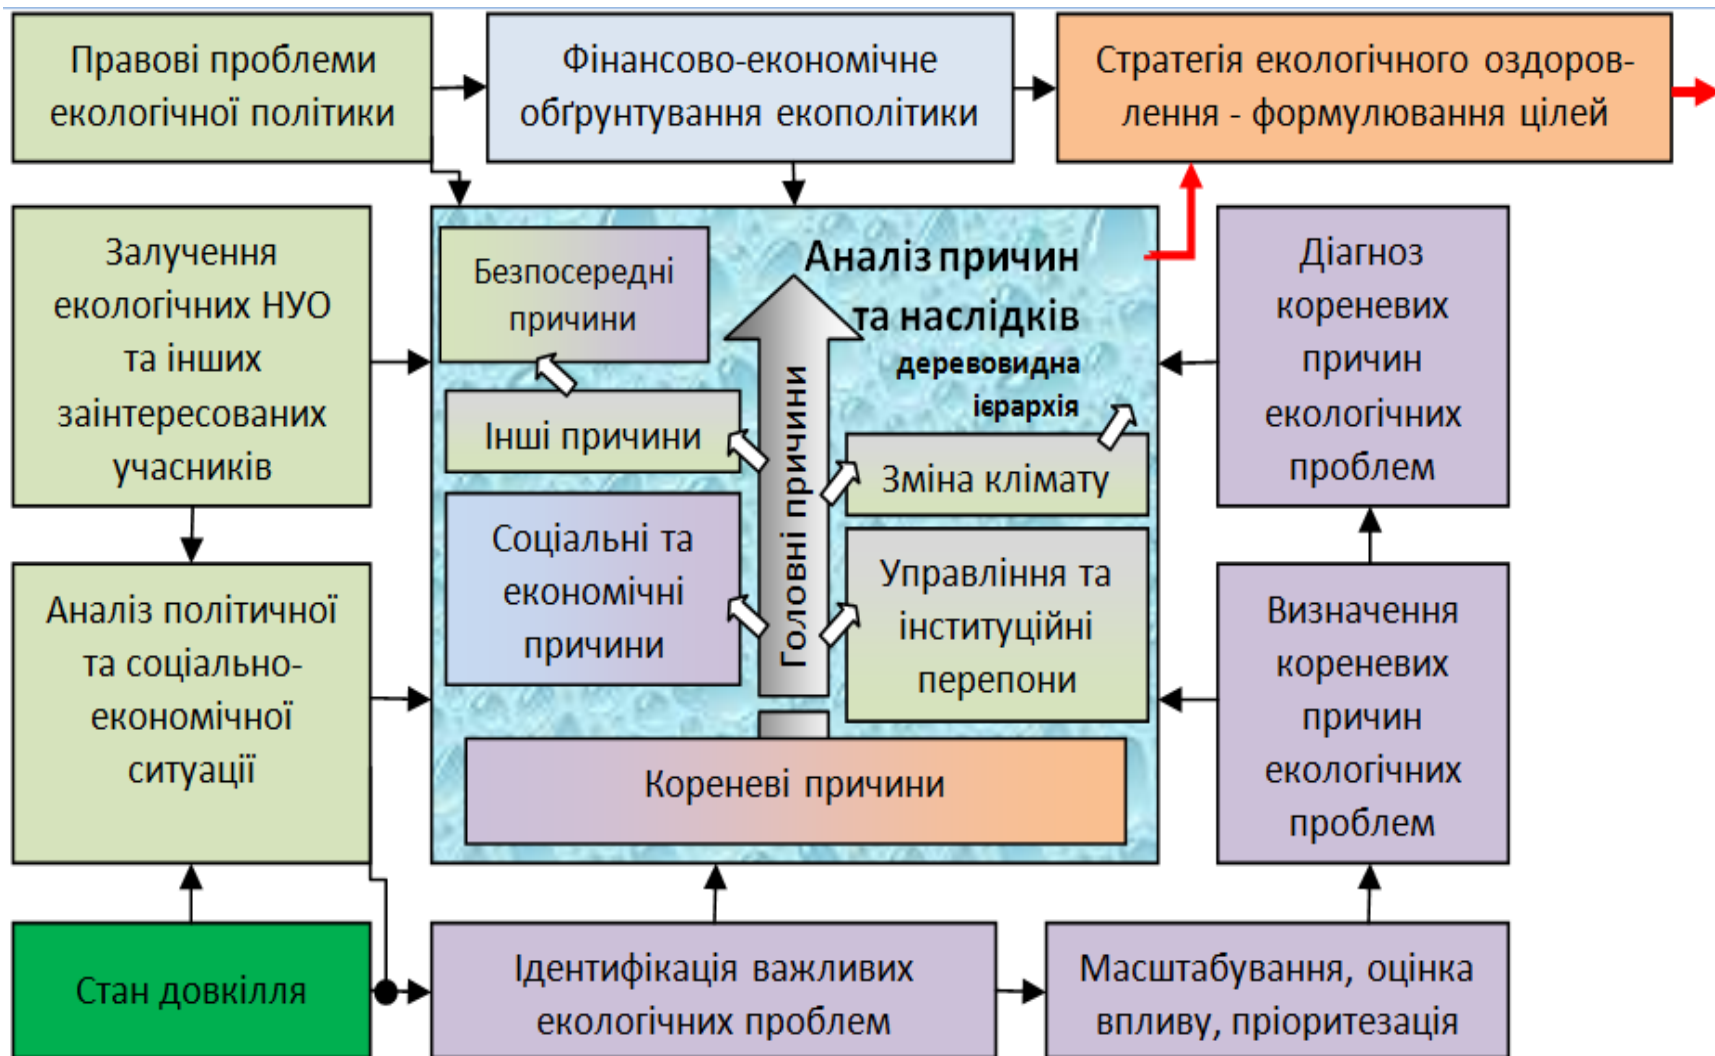 Правові проблеми
екологічної політики
Фінансово-економічне
обґрунтування екополітики
Стратегія екологічного оздоров-
лення - формулювання цілей
Залучення
екологічних НУО
та інших
заінтересованих
учасників
Безпосередні
причини
Аналіз причин
та наслідків
деревовидна
ієрархія
Інші причини
Головні причини
Зміна клімату
Соціальні та
економічні
причини
Управління та
інституційні
перепони
Кореневі причини
Діагноз
кореневих
причин
екологічних
проблем
Аналіз політичної
та соціально-
економічної
ситуації
Визначення
кореневих
причин
екологічних
проблем
Стан довкілля
Ідентифікація важливих
екологічних проблем
Масштабування, оцінка
впливу, пріоритезація